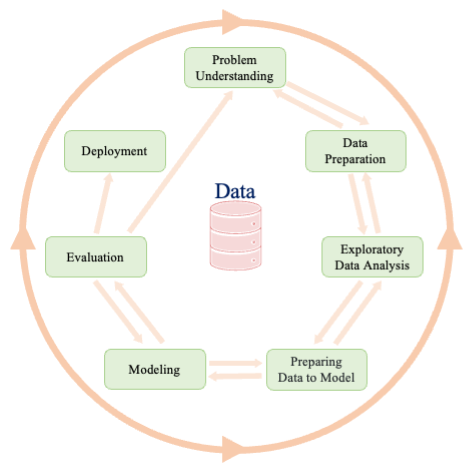 Problem
Understanding
Data
Preparation
Exploratory
Data Analysis
Preparing
Data to Model
Modeling
Evaluation
Deployment
Data